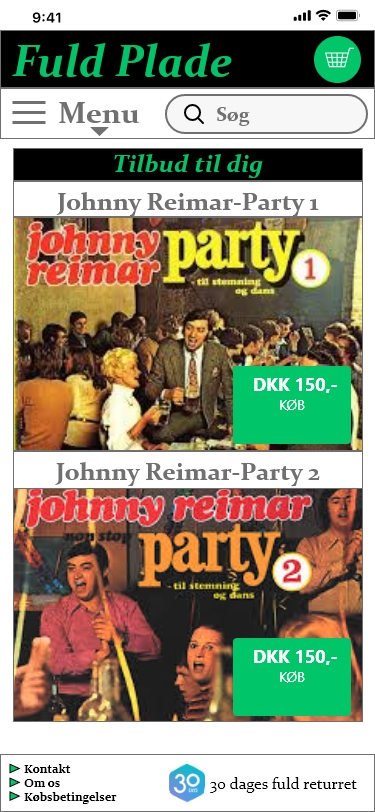 9:41
Fuld Plade
Menu
Søg
Tilbud til dig
Johnny Reimar-Party 1
johnny
reimar
party
1
- til stemning
og dans
DKK 150,-
KØB
Johnny Reimar-Party 2
johnny reimar
non stop
party
2
- til stemning
og dans
DKK 150,-
KØB
Kontakt
Om os
Købsbetingelser
30
30 dages fuld returret